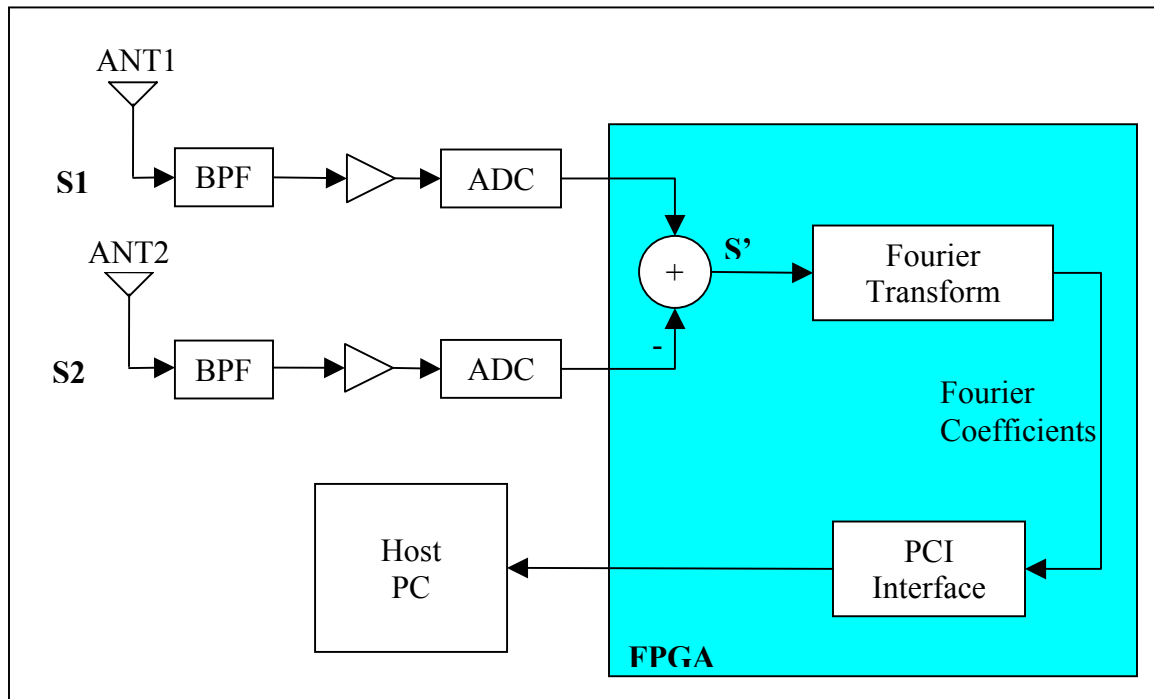 ANT1
S1
BPF
ADC
ANT2
S2
BPF
ADC
+
-
S’
Fourier
Transform
Fourier
Coefficients
Host
PC
PCI
Interface
FPGA